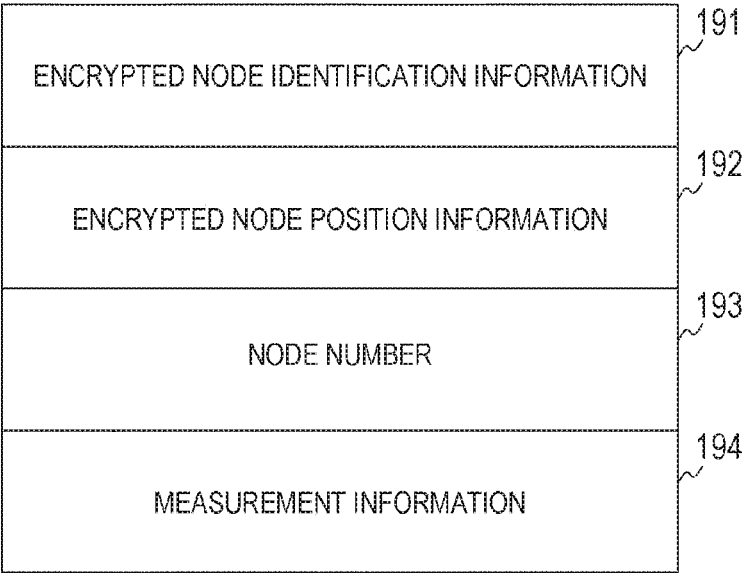 191
ENCRYPTED NODE IDENTIFICATION INFORMATION
192
ENCRYPTED NODE POSITION INFORMATION
193
NODE NUMBER
194
MEASUREMENT INFORMATION